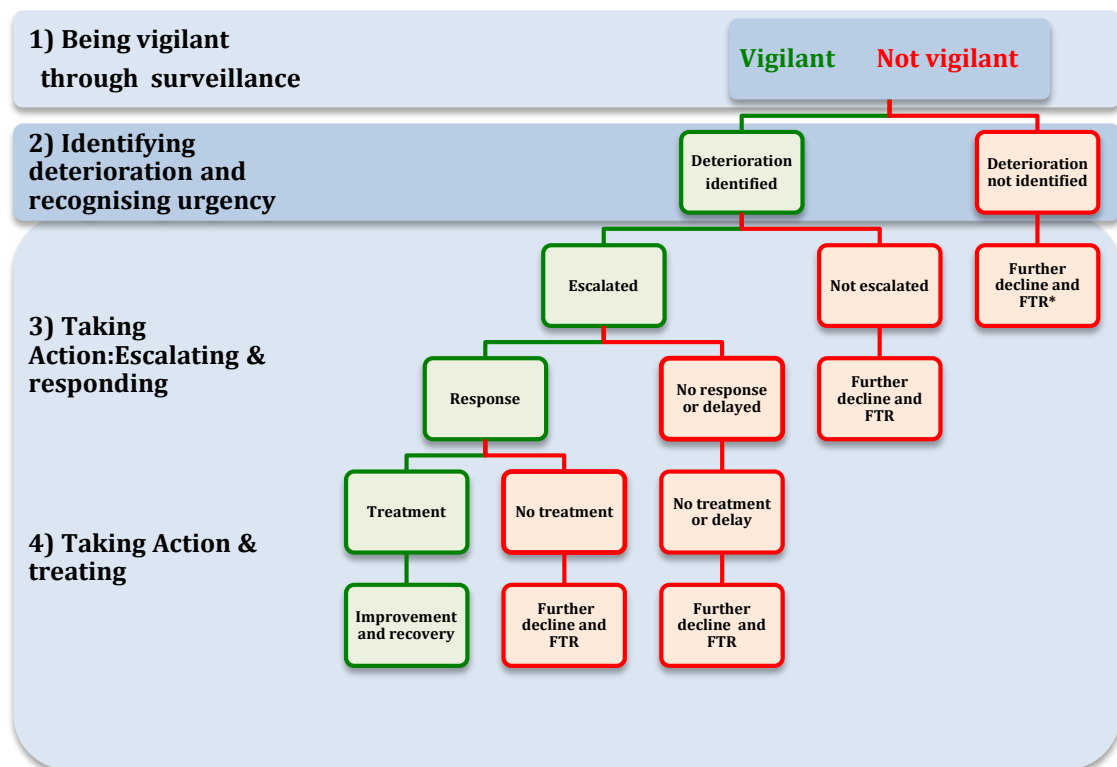 1) Being vigilant
through surveillance
Vigilant Not vigilant
2) Identifying
deterioration and
recognising urgency
Deterioration
identified
Deterioration
not identified
Escalated
Not escalated
Further
decline and
FTR*
3) Taking
Action:Escalating &
responding
Response
No response
or delayed
Further
decline and
FTR
4) Taking Action &
treating
Treatment
No treatment
No treatment
or delay
Improvement
and recovery
Further
decline and
FTR
Further
decline and
FTR